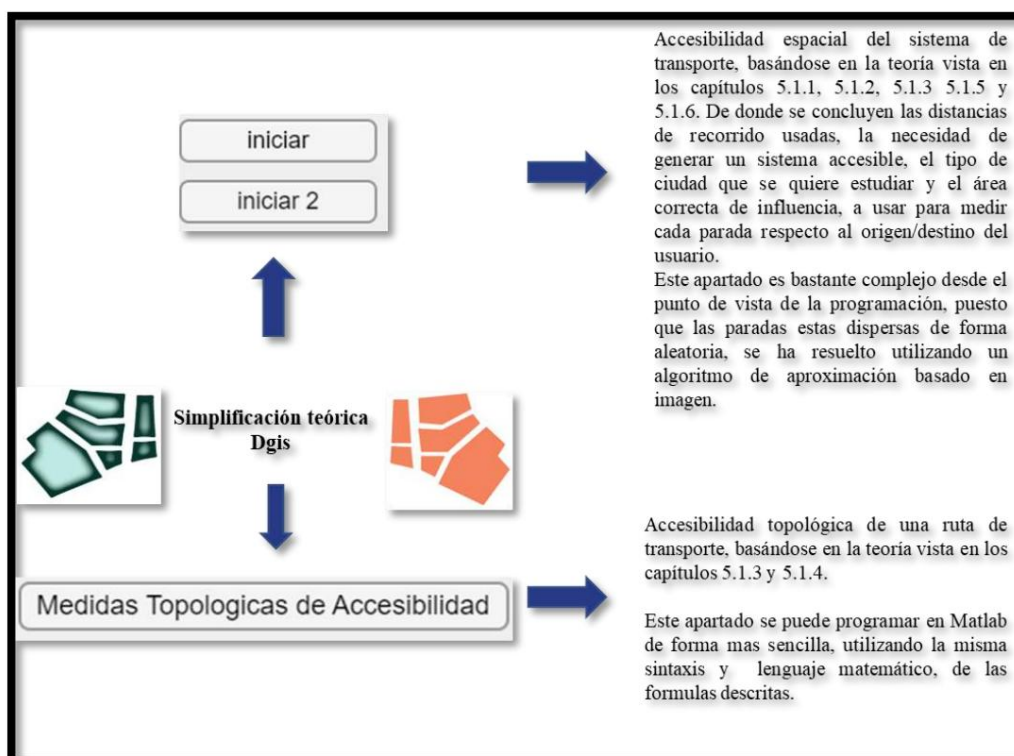 Accesibilidad espacial del sistema de
transporte, basándose en la teoría vista en
los capítulos 5.1.1, 5.1.2, 5.1.3 5.1.5 y
5.1.6. De donde se concluyen las distancias
de recorrido usadas, la necesidad de
generar un sistema accesible, el tipo de
ciudad que se quiere estudiar y el área
correcta de influencia, a usar para medir
cada parada respecto al origen/destino del
usuario.
Este apartado es bastante complejo desde el
punto de vista de la programación, puesto
que las paradas estas dispersas de forma
aleatoria, se ha resuelto utilizando un
algoritmo de aproximación basado en
imagen.
iniciar
iniciar 2
Simplificación teórica
Dgis
Medidas Topologicas de Accesibilidad
Accesibilidad topológica de una ruta de
transporte, basándose en la teoría vista en los
capítulos 5.1.3 y 5.1.4.
Este apartado se puede programar en Matlab
de forma mas sencilla, utilizando la misma
sintaxis y lenguaje matemático, de las
formulas descritas.